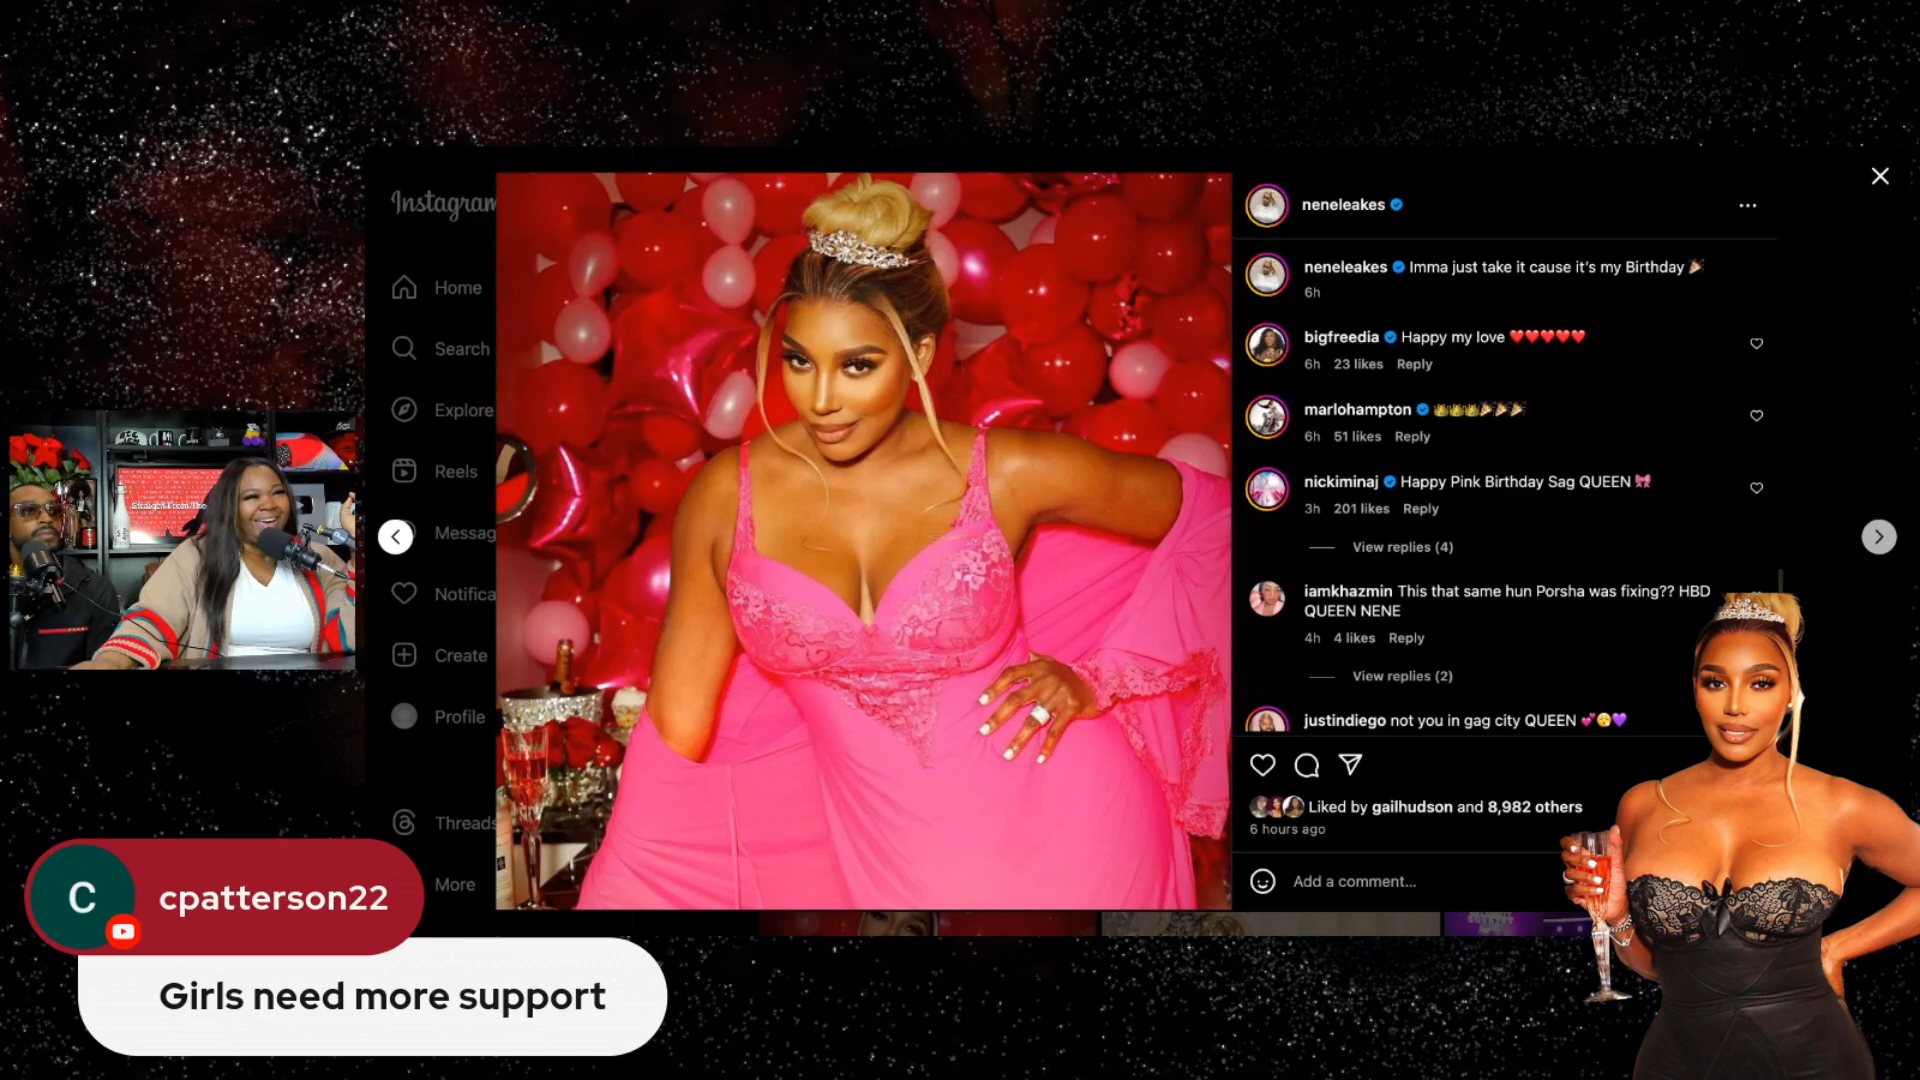 Instagram
Home
Search
Explore
Reels
Messag
Notifica
Create
Profile
Threads
More
neneleakes
neneleakes Imma just take it cause it's my Birthday 🎉
6h
bigfreedia Happy my love ❤️❤️❤️❤️❤️
6h 23 likes Reply
marlohampton 👑👑👑🎉🎉🎉
6h 51 likes Reply
nickiminaj Happy Pink Birthday Sag QUEEN 🎀
3h 201 likes Reply
View replies (4)
iamkhazmin This that same hun Porsha was fixing?? HBD
QUEEN NENE
4h 4 likes Reply
View replies (2)
justindiego not you in gag city QUEEN 💕😮‍💨💜
Liked by gailhudson and 8,982 others
6 hours ago
Add a comment...
Straight From The
C
cpatterson22
Girls need more support